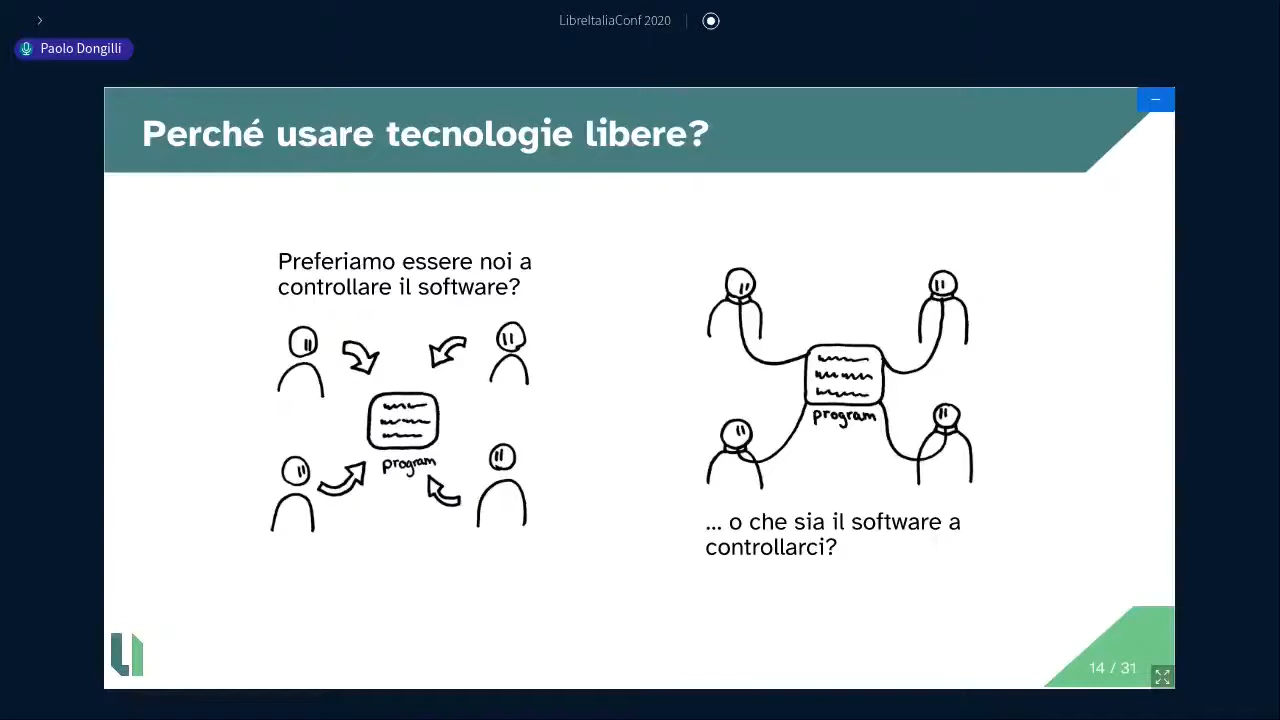 LibreItaliaConf 2020
Paolo Dongilli
Perché usare tecnologie libere?
Preferiamo essere noi a
controllare il software?
program
program
... o che sia il software a
controllarci?
14 / 31